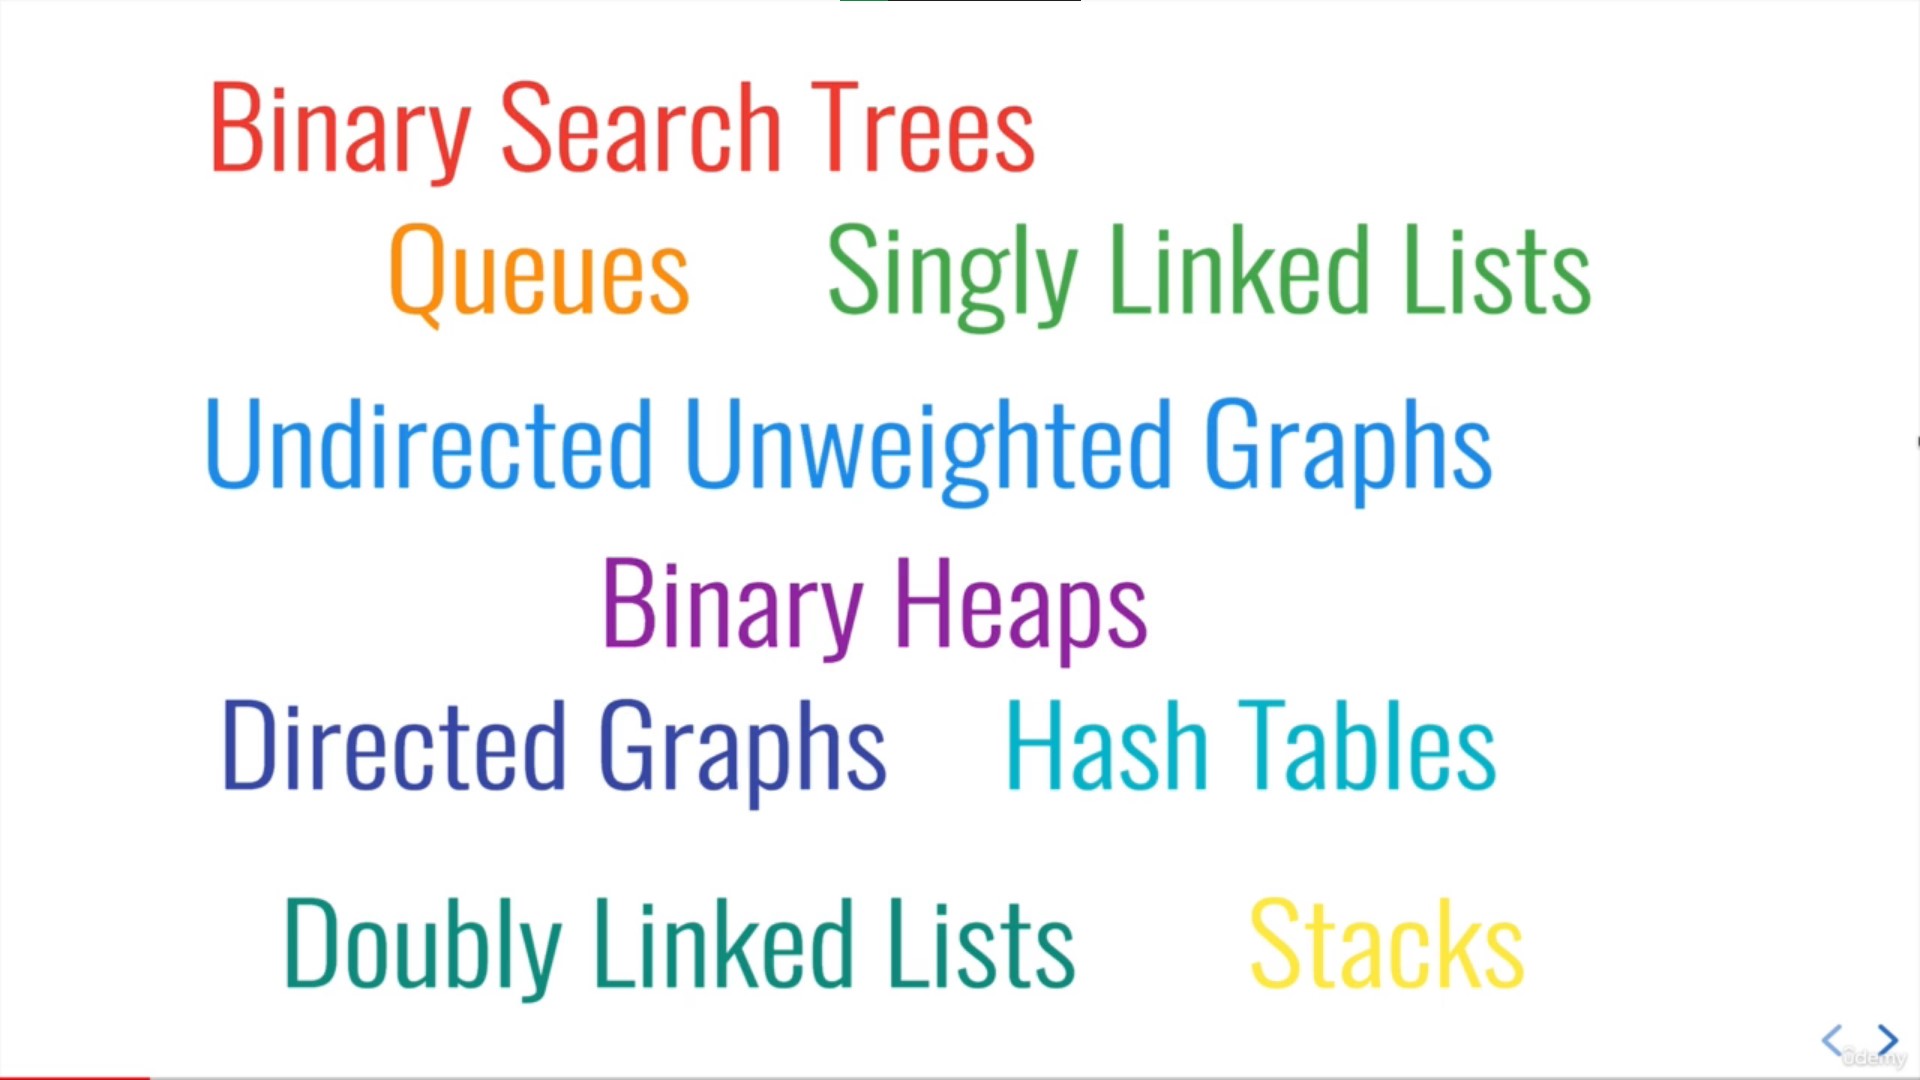 Binary Search Trees
Queues Singly Linked Lists
Undirected Unweighted Graphs
Binary Heaps
Directed Graphs Hash Tables
Doubly Linked Lists Stacks
ûdemy